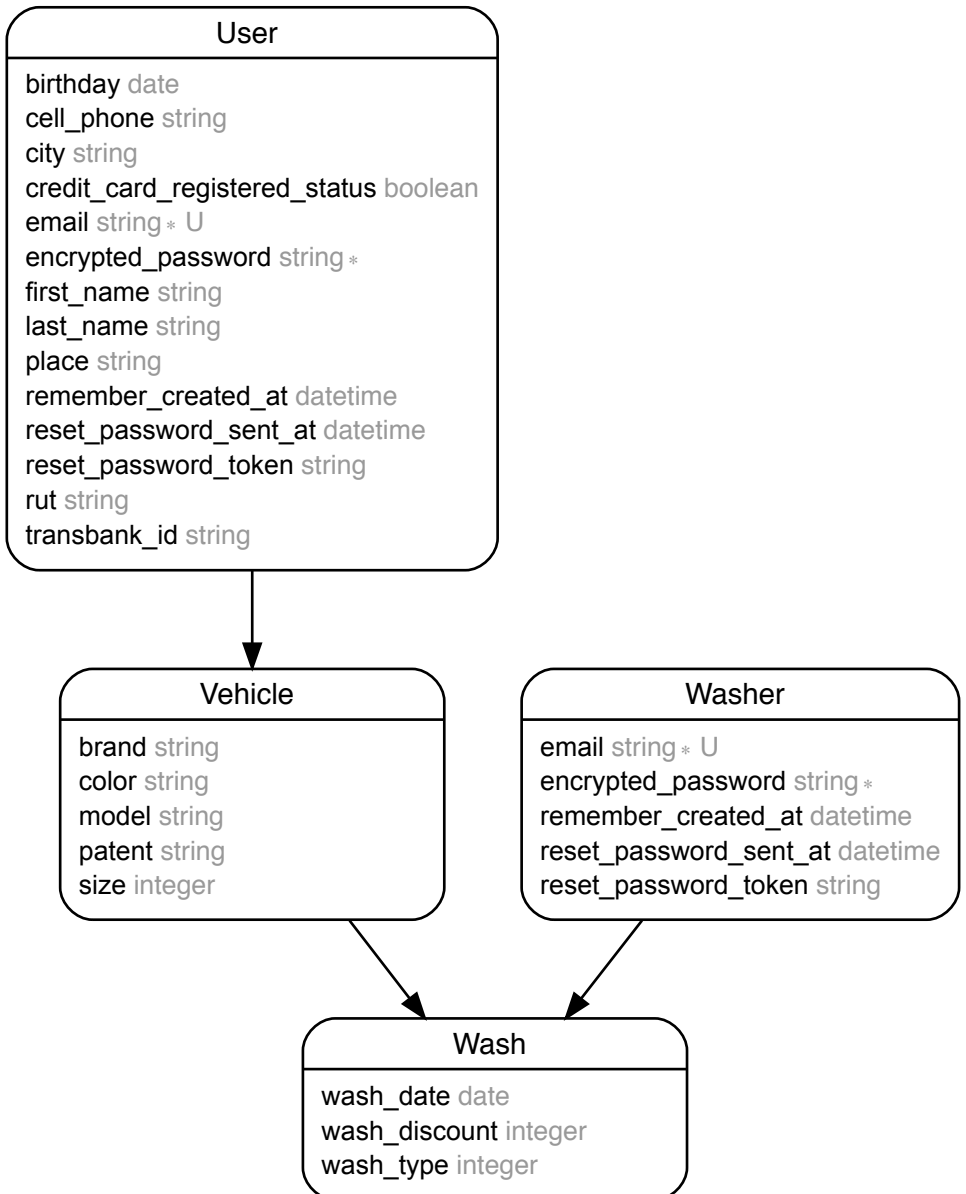 User
birthday date
cell_phone string
city string
credit_card_registered_status boolean
email string * U
encrypted_password string *
first_name string
last_name string
place string
remember_created_at datetime
reset_password_sent_at datetime
reset_password_token string
rut string
transbank_id string
Vehicle
brand string
color string
model string
patent string
size integer
Washer
email string * U
encrypted_password string *
remember_created_at datetime
reset_password_sent_at datetime
reset_password_token string
Wash
wash_date date
wash_discount integer
wash_type integer